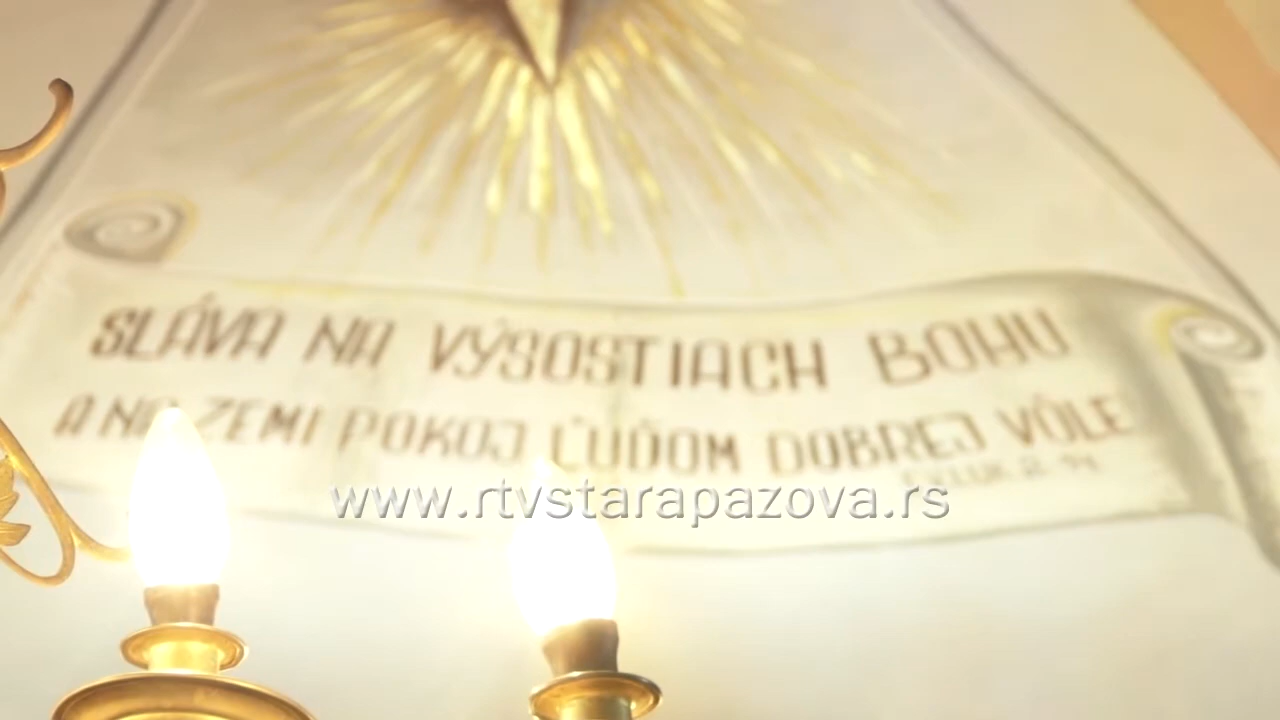 SLÁVA NA VÝSOSTIACH BOHU
A NA ZEMI POKOJ ĽUĎOM DOBREJ VÔLE
www.rtvstarapazova.rs